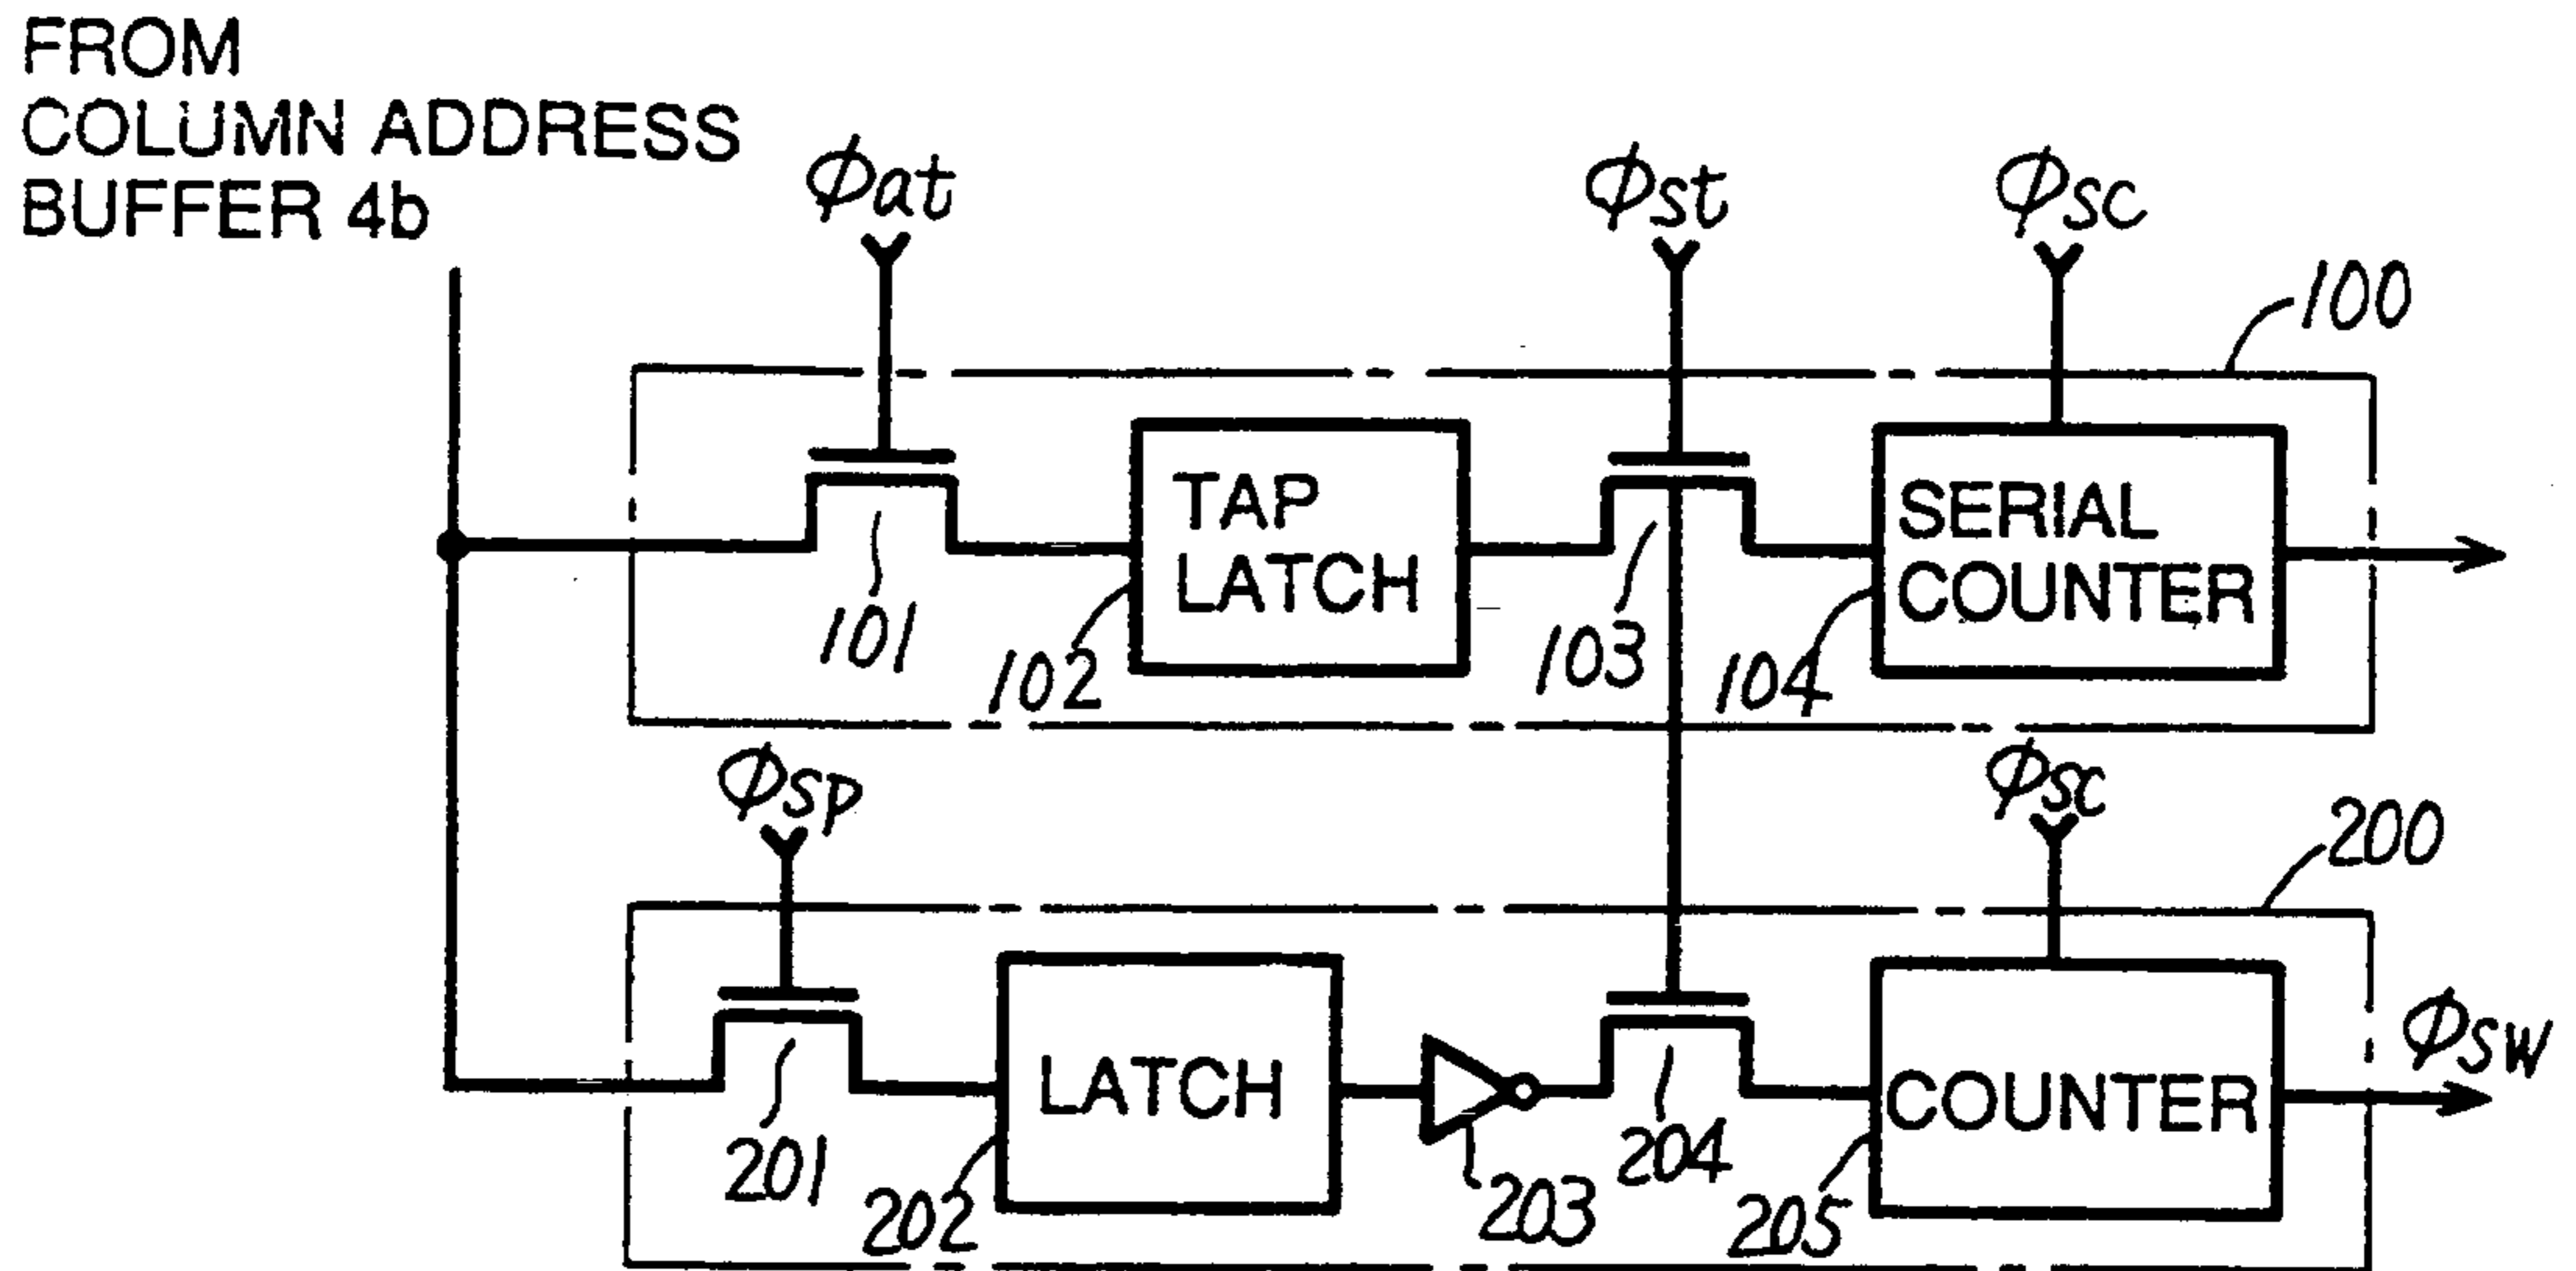 FROM
COLUMN ADDRESS
BUFFER 4b
φat
φst
φsc
100
TAP
LATCH
SERIAL
COUNTER
101
102
103
104
φsp
φsc
200
LATCH
COUNTER
φsw
201
202
203
204
205